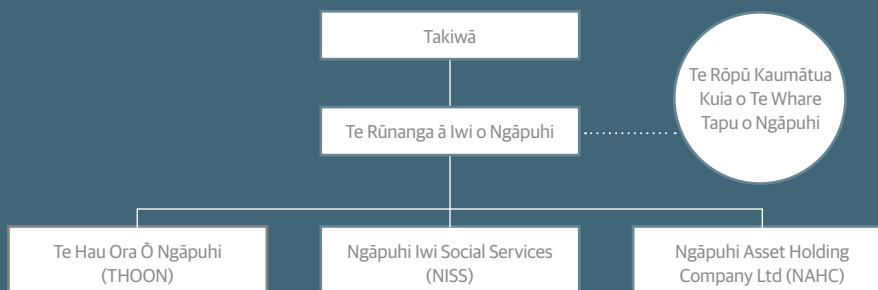 Takiwā
Te Rōpū Kaumātua
Kuia o Te Whare
Tapu o Ngāpuhi
Te Rūnanga ā Iwi o Ngāpuhi
Te Hau Ora Ō Ngāpuhi
(THOON)
Ngāpuhi Iwi Social Services
(NISS)
Ngāpuhi Asset Holding
Company Ltd (NAHC)